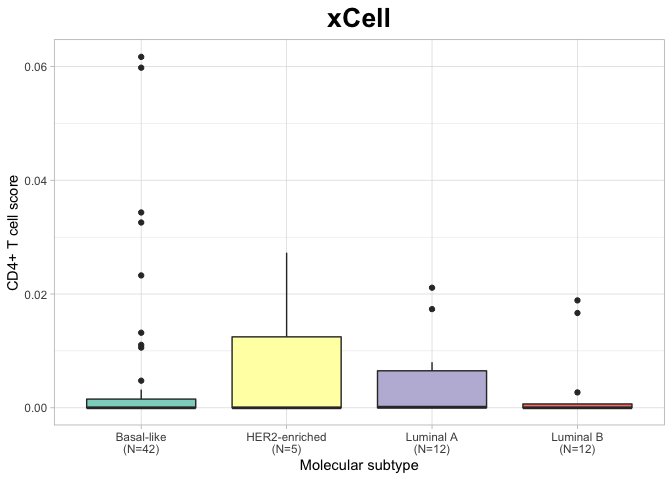 xCell
CD4+ T cell score
0.06
0.04
0.02
0.00
Basal-like
(N=42)
HER2-enriched
(N=5)
Luminal A
(N=12)
Luminal B
(N=12)
Molecular subtype